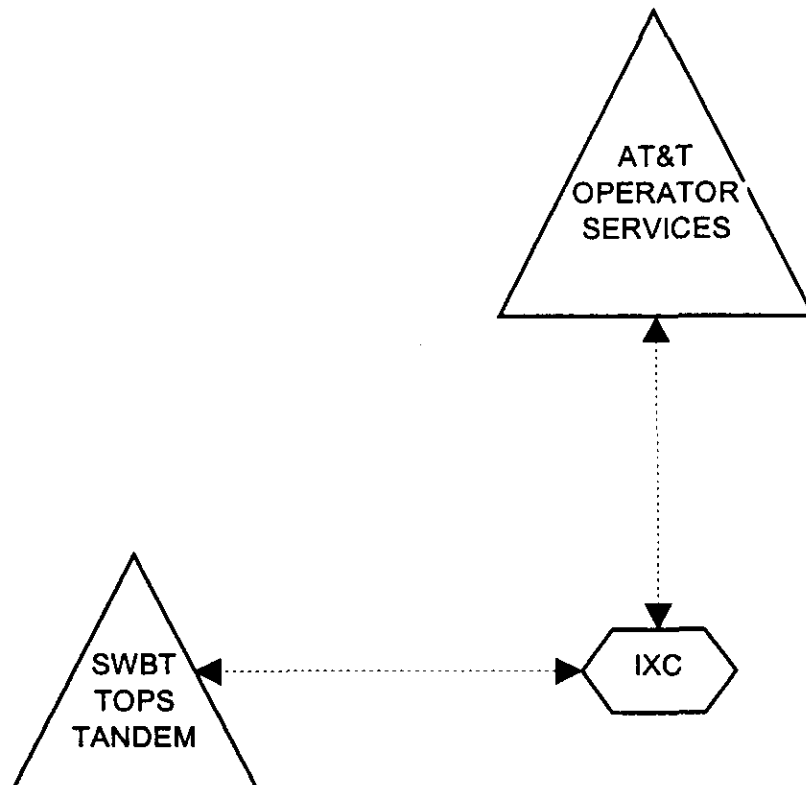 AT&T
OPERATOR
SERVICES
SWBT
TOPS
TANDEM
IXC